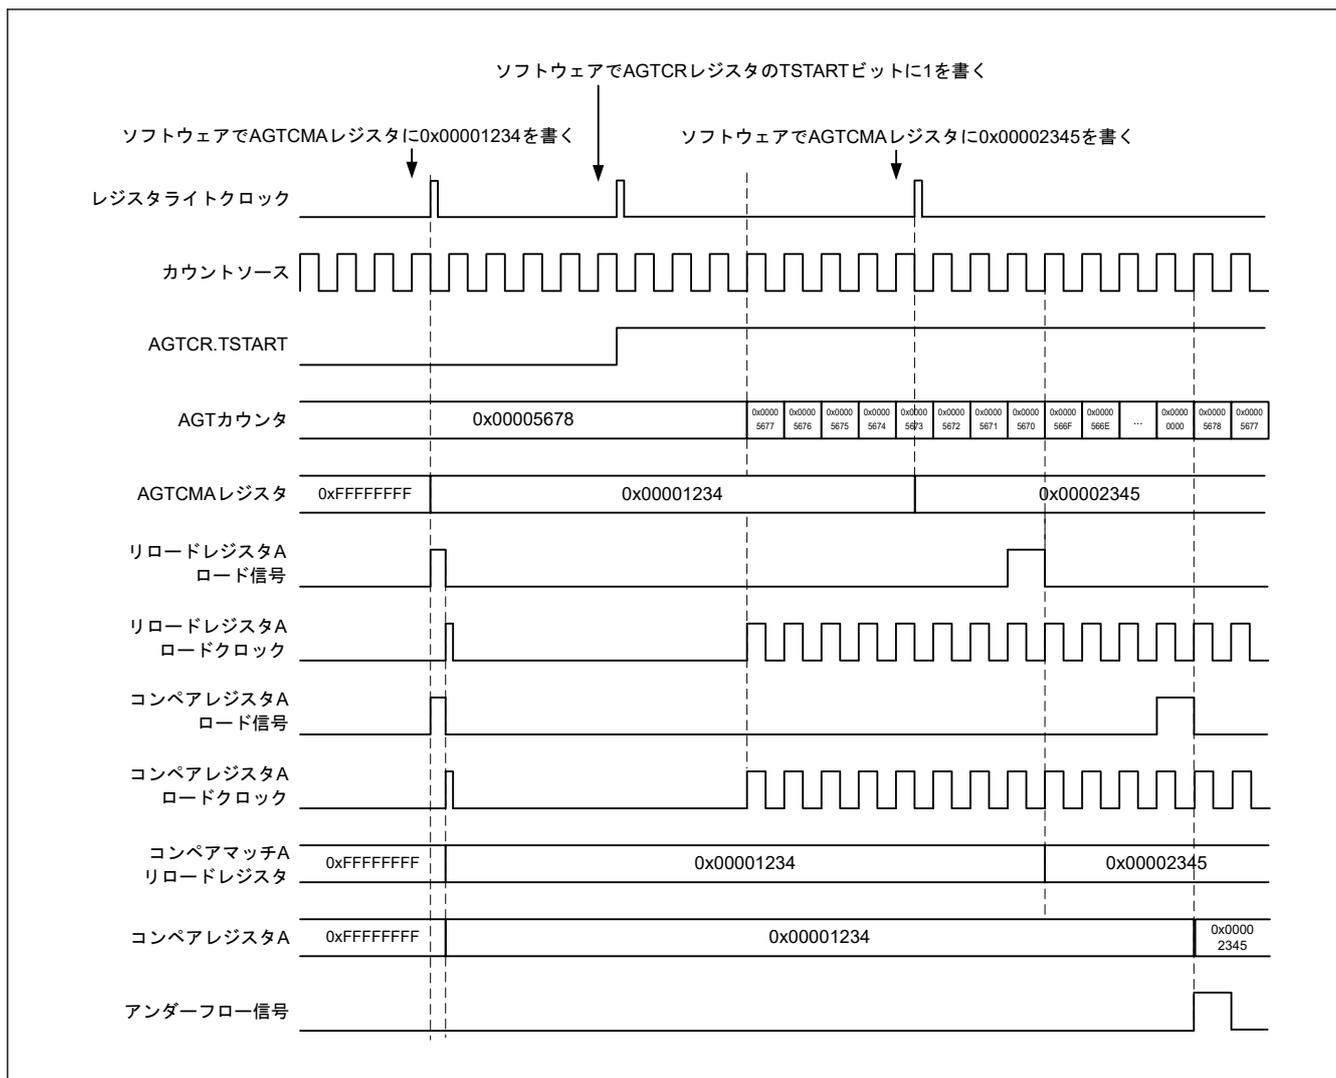 ソフトウェアでAGTCRレジスタのTSTARTビットに1を書く
ソフトウェアでAGTCMAレジスタに0x00001234を書く
ソフトウェアでAGTCMAレジスタに0x00002345を書く
レジスタライトクロック
カウントソース
AGTCR.TSTART
AGTカウンタ
0x00005678
0x0000 5677
0x0000 5676
0x0000 5675
0x0000 5674
0x0000 5673
0x0000 5672
0x0000 5671
0x0000 5670
0x0000 566F
0x0000 566E
...
0x0000 0000
0x0000 5678
0x0000 5677
AGTCMAレジスタ
0xFFFFFFFF
0x00001234
0x00002345
リロードレジスタA
ロード信号
リロードレジスタA
ロードクロック
コンペアレジスタA
ロード信号
コンペアレジスタA
ロードクロック
コンペアマッチA
リロードレジスタ
0xFFFFFFFF
0x00001234
0x00002345
コンペアレジスタA
0xFFFFFFFF
0x00001234
0x0000
2345
アンダーフロー信号